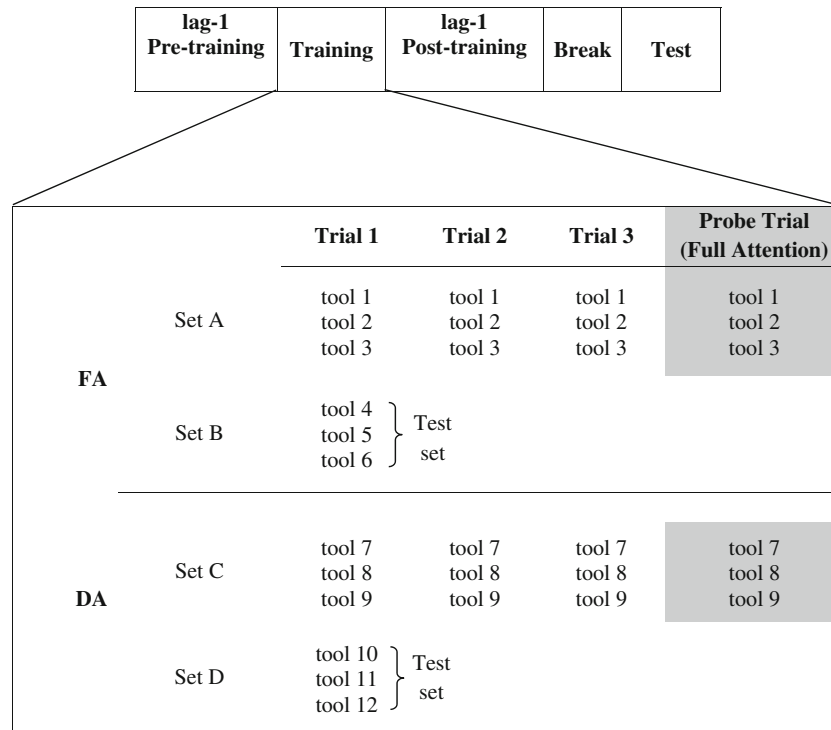 lag-1 Pre-training Training lag-1 Post-training Break Test
Trial 1 Trial 2 Trial 3 Probe Trial (Full Attention)
FA
Set A
tool 1 tool 1 tool 1 tool 1
tool 2 tool 2 tool 2 tool 2
tool 3 tool 3 tool 3 tool 3
Set B
tool 4
tool 5
tool 6
Test
set
DA
Set C
tool 7 tool 7 tool 7 tool 7
tool 8 tool 8 tool 8 tool 8
tool 9 tool 9 tool 9 tool 9
Set D
tool 10
tool 11
tool 12
Test
set